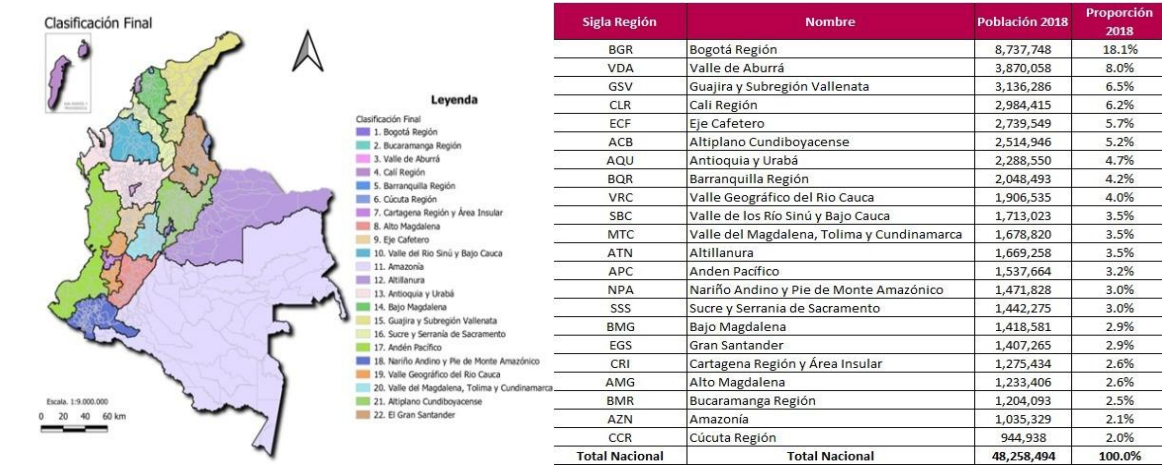 Clasificación Final
Leyenda
Clasificación Final
1. Bogotá Región
2. Bucaramanga Región
3. Valle de Aburrá
4. Cali Región
5. Barranquilla Región
6. Cúcuta Región
7. Cartagena Región y Área Insular
8. Alto Magdalena
9. Eje Cafetero
10. Valle del Rio Sinú y Bajo Cauca
11. Amazonía
12. Altillanura
13. Antioquia y Urabá
14. Bajo Magdalena
15. Guajira y Subregión Vallenata
16. Sucre y Serranía de Sacramento
17. Andén Pacífico
18. Nariño Andino y Pie de Monte Amazónico
19. Valle Geográfico del Rio Cauca
20. Valle del Magdalena, Tolima y Cundinamarca
21. Altiplano Cundiboyacense
22. El Gran Santander
Escala. 1:9.000.000
0 20 40 60 km
Sigla Región Nombre Población 2018 Proporción 2018
BGR Bogotá Región 8,737,748 18.1%
VDA Valle de Aburrá 3,870,058 8.0%
GSV Guajira y Subregión Vallenata 3,136,286 6.5%
CLR Cali Región 2,984,415 6.2%
ECF Eje Cafetero 2,739,549 5.7%
ACB Altiplano Cundiboyacense 2,514,946 5.2%
AQU Antioquia y Urabá 2,288,550 4.7%
BQR Barranquilla Región 2,048,493 4.2%
VRC Valle Geográfico del Rio Cauca 1,906,535 4.0%
SBC Valle de los Río Sinú y Bajo Cauca 1,713,023 3.5%
MTC Valle del Magdalena, Tolima y Cundinamarca 1,678,820 3.5%
ATN Altillanura 1,669,258 3.5%
APC Anden Pacífico 1,537,664 3.2%
NPA Nariño Andino y Pie de Monte Amazónico 1,471,828 3.0%
SSS Sucre y Serrania de Sacramento 1,442,275 3.0%
BMG Bajo Magdalena 1,418,581 2.9%
EGS Gran Santander 1,407,265 2.9%
CRI Cartagena Región y Área Insular 1,275,434 2.6%
AMG Alto Magdalena 1,233,406 2.6%
BMR Bucaramanga Región 1,204,093 2.5%
AZN Amazonía 1,035,329 2.1%
CCR Cúcuta Región 944,938 2.0%
Total Nacional Total Nacional 48,258,494 100.0%